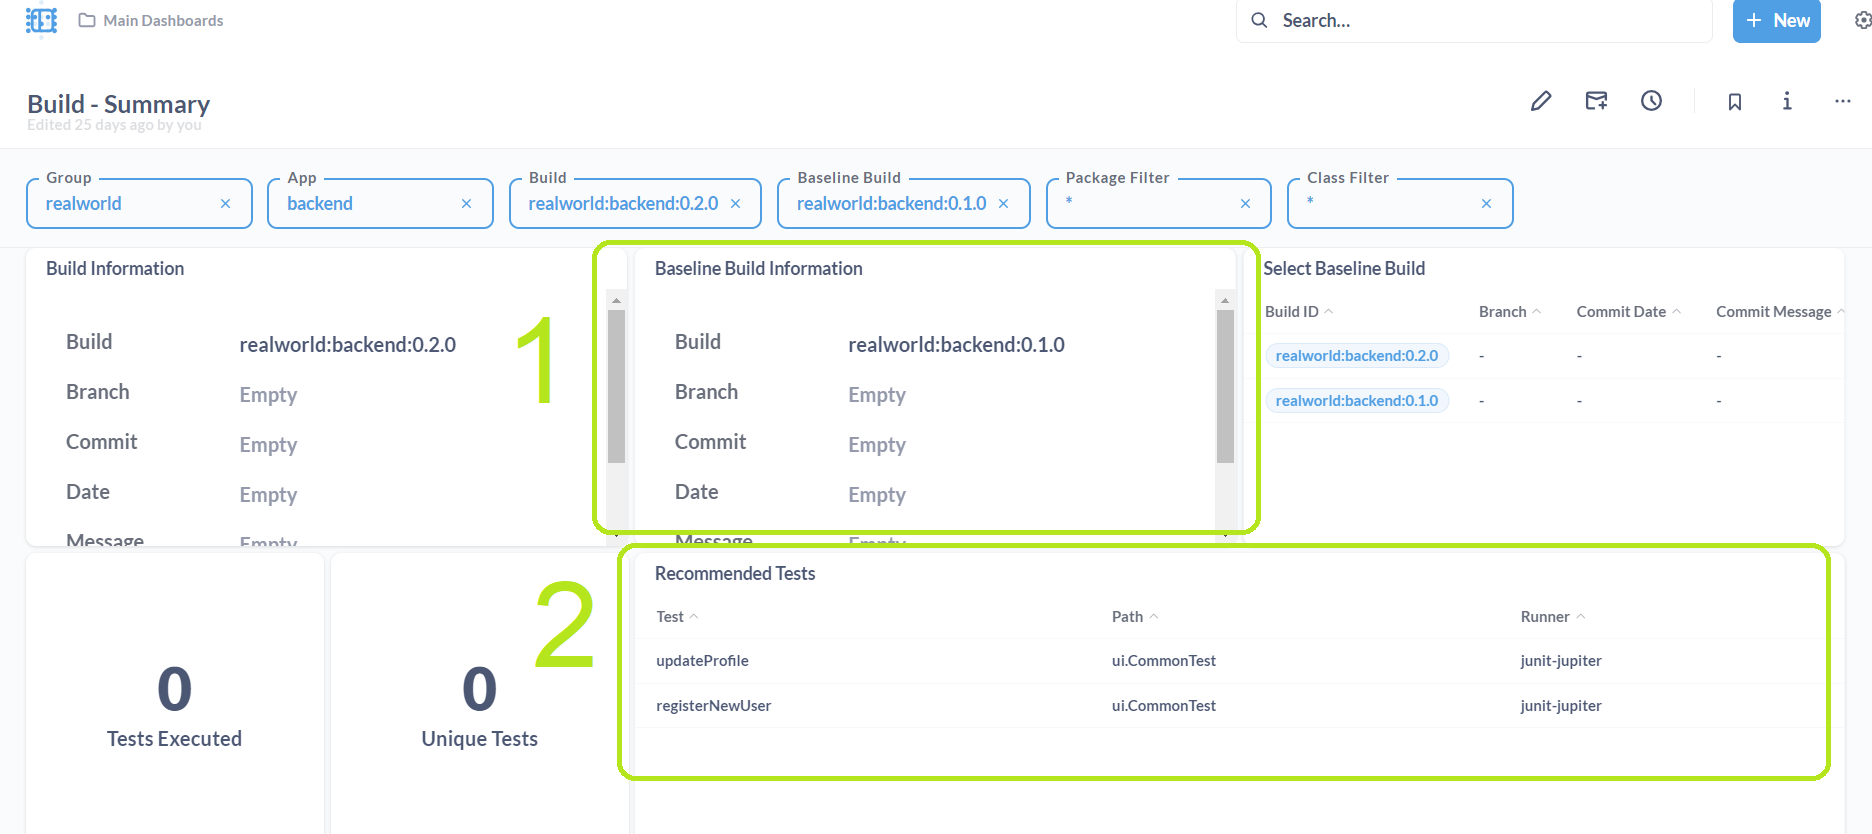 Main Dashboards
Search...
New
Build - Summary
Edited 25 days ago by you
Group
realworld
App
backend
Build
realworld:backend:0.2.0
Baseline Build
realworld:backend:0.1.0
Package Filter
*
Class Filter
*
Build Information
Build realworld:backend:0.2.0
Branch Empty
Commit Empty
Date Empty
Message Empty
1
Baseline Build Information
Build realworld:backend:0.1.0
Branch Empty
Commit Empty
Date Empty
Message Empty
Select Baseline Build
Build ID Branch Commit Date Commit Message
realworld:backend:0.2.0 - - -
realworld:backend:0.1.0 - - -
0
Tests Executed
0
Unique Tests
2
Recommended Tests
Test Path Runner
updateProfile ui.CommonTest junit-jupiter
registerNewUser ui.CommonTest junit-jupiter